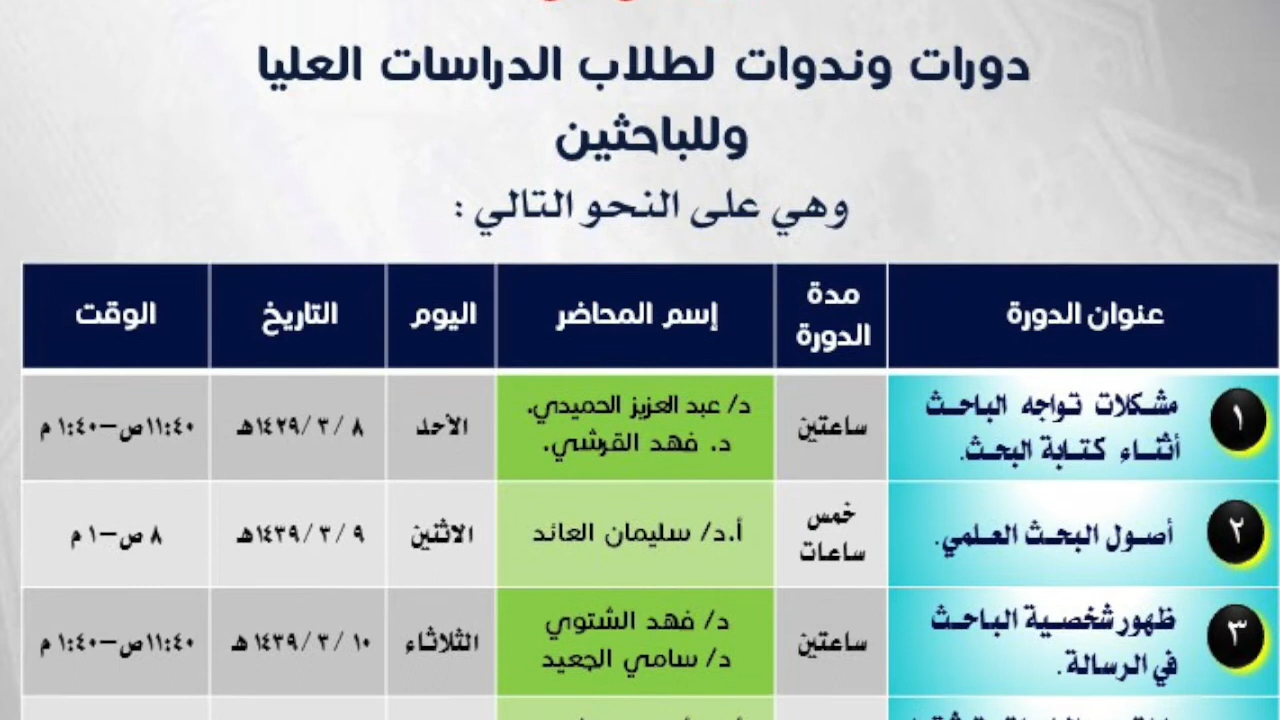 دورات وندوات لطلاب الدراسات العليا
وللباحثين
وهي على النحو التالي :
عنوان الدورة
مدة
الدورة
إسم المحاضر
اليوم
التاريخ
الوقت
١
مشكلات تواجه الباحث
أثناء كتابة البحث.
ساعتين
د/ عبد العزيز الحميدي.
د. فهد القرشي.
الأحد
٨ /٣ /١٤٢٩هـ
١١:٤٠ص–١:٤٠ م
٢
أصول البحث العلمي.
خمس
ساعات
أ.د/ سليمان العائد
الاثنين
٩ /٣ /١٤٣٩هـ
٨ ص–١ م
٣
ظهور شخصية الباحث
في الرسالة.
ساعتين
د/ فهد الشتوي
د/ سامي الجعيد
الثلاثاء
١٠ /٣ /١٤٣٩ هـ
١١:٤٠ص–١:٤٠ م